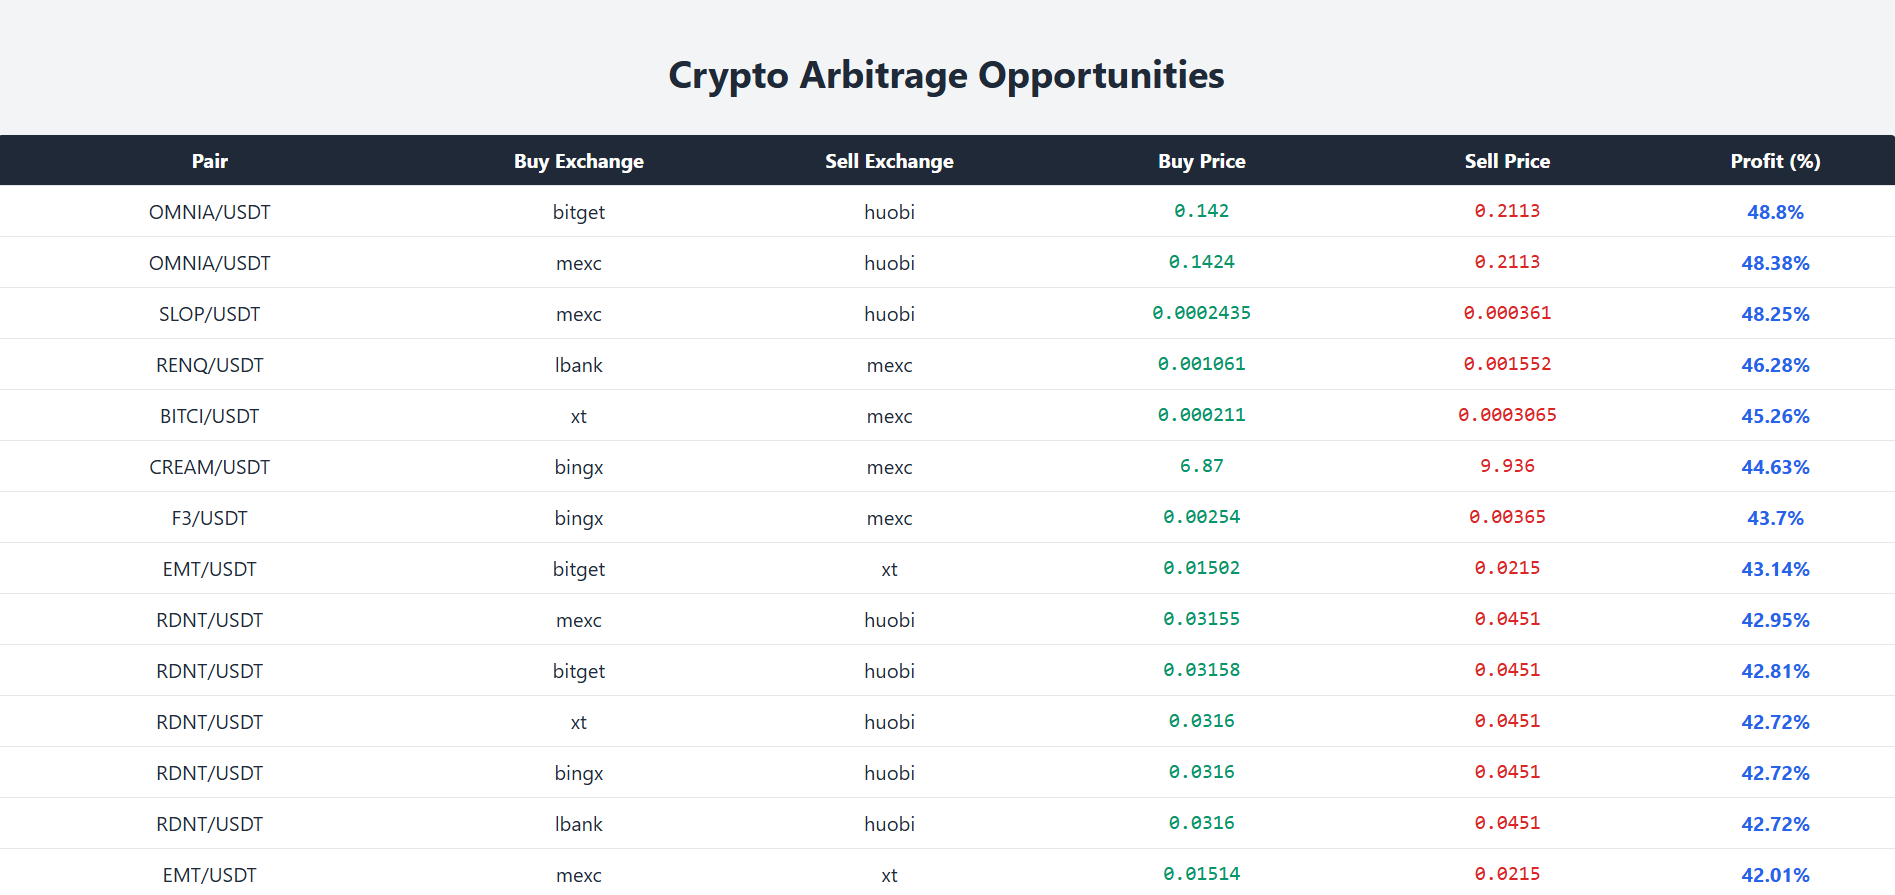 Crypto Arbitrage Opportunities
Pair Buy Exchange Sell Exchange Buy Price Sell Price Profit (%)
OMNIA/USDT bitget huobi 0.142 0.2113 48.8%
OMNIA/USDT mexc huobi 0.1424 0.2113 48.38%
SLOP/USDT mexc huobi 0.0002435 0.000361 48.25%
RENQ/USDT lbank mexc 0.001061 0.001552 46.28%
BITCI/USDT xt mexc 0.000211 0.0003065 45.26%
CREAM/USDT bingx mexc 6.87 9.936 44.63%
F3/USDT bingx mexc 0.00254 0.00365 43.7%
EMT/USDT bitget xt 0.01502 0.0215 43.14%
RDNT/USDT mexc huobi 0.03155 0.0451 42.95%
RDNT/USDT bitget huobi 0.03158 0.0451 42.81%
RDNT/USDT xt huobi 0.0316 0.0451 42.72%
RDNT/USDT bingx huobi 0.0316 0.0451 42.72%
RDNT/USDT lbank huobi 0.0316 0.0451 42.72%
EMT/USDT mexc xt 0.01514 0.0215 42.01%